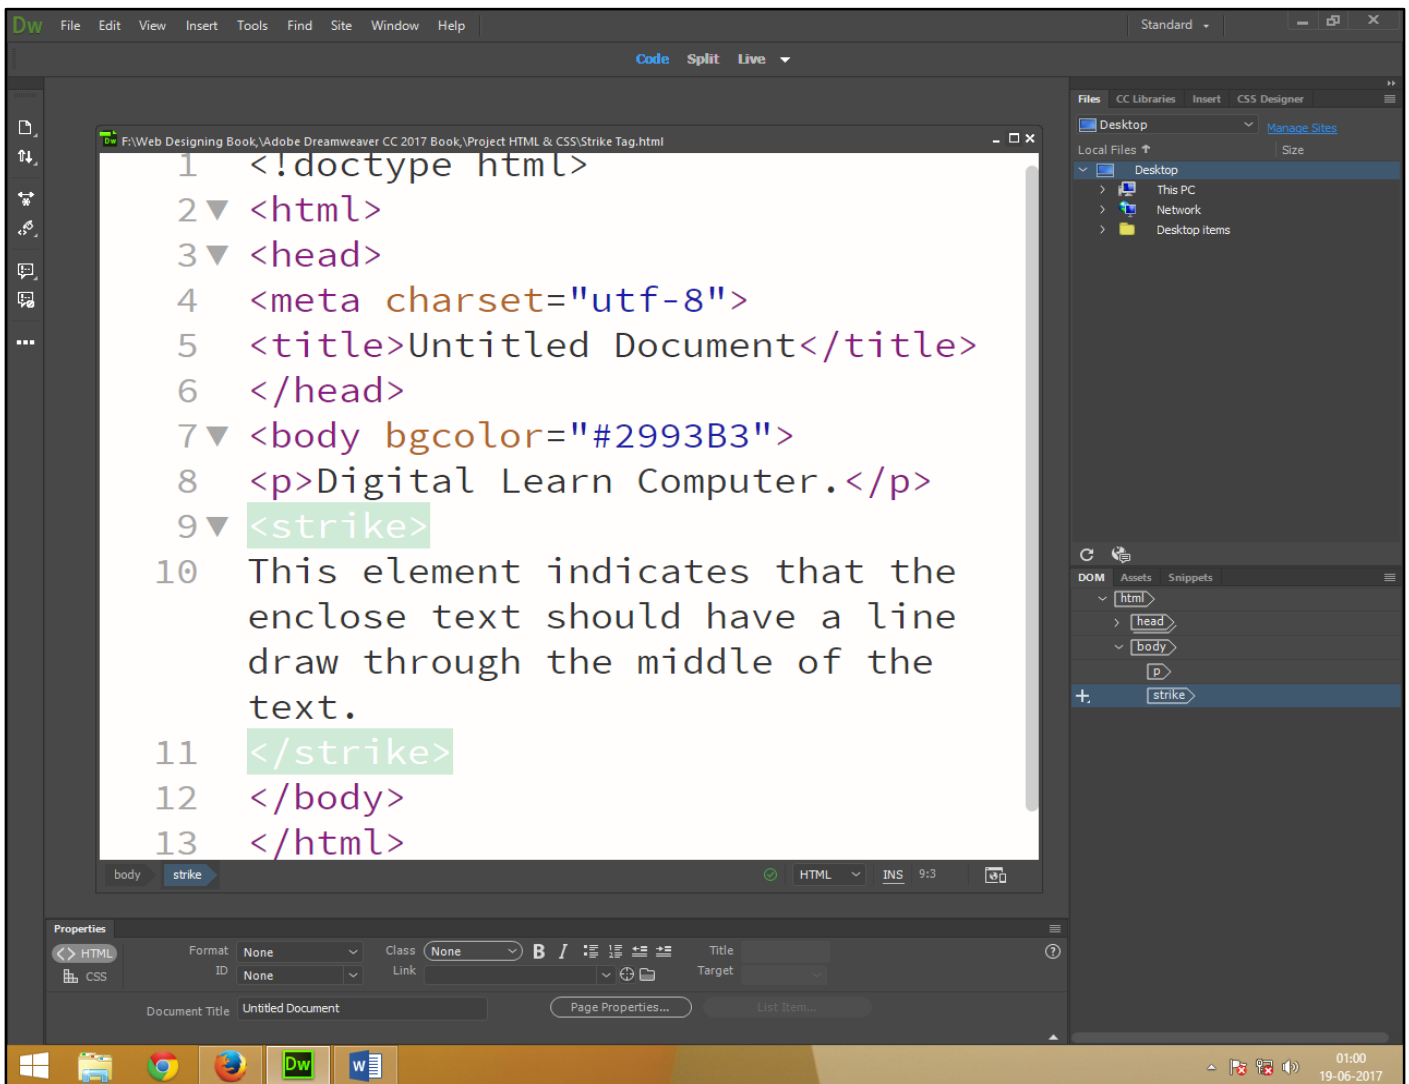 Dw File Edit View Insert Tools Find Site Window Help Standard
Code Split Live
Files CC Libraries Insert CSS Designer
Desktop Manage Sites
Local Files Size
Desktop
This PC
Network
Desktop items
Dw F:\Web Designing Book,\Adobe Dreamweaver CC 2017 Book,\Project HTML & CSS\Strike Tag.html
1 <!doctype html>
2 <html>
3 <head>
4 <meta charset="utf-8">
5 <title>Untitled Document</title>
6 </head>
7 <body bgcolor="#2993B3">
8 <p>Digital Learn Computer.</p>
9 <strike>
10 This element indicates that the
enclose text should have a line
draw through the middle of the
text.
11 </strike>
12 </body>
13 </html>
body strike HTML INS 9:3
DOM Assets Snippets
html
head
body
p
strike
Properties
<> HTML Format None Class None B I Title
CSS ID None Link Target
Document Title Untitled Document Page Properties... List Item...
Dw W 01:00
19-06-2017